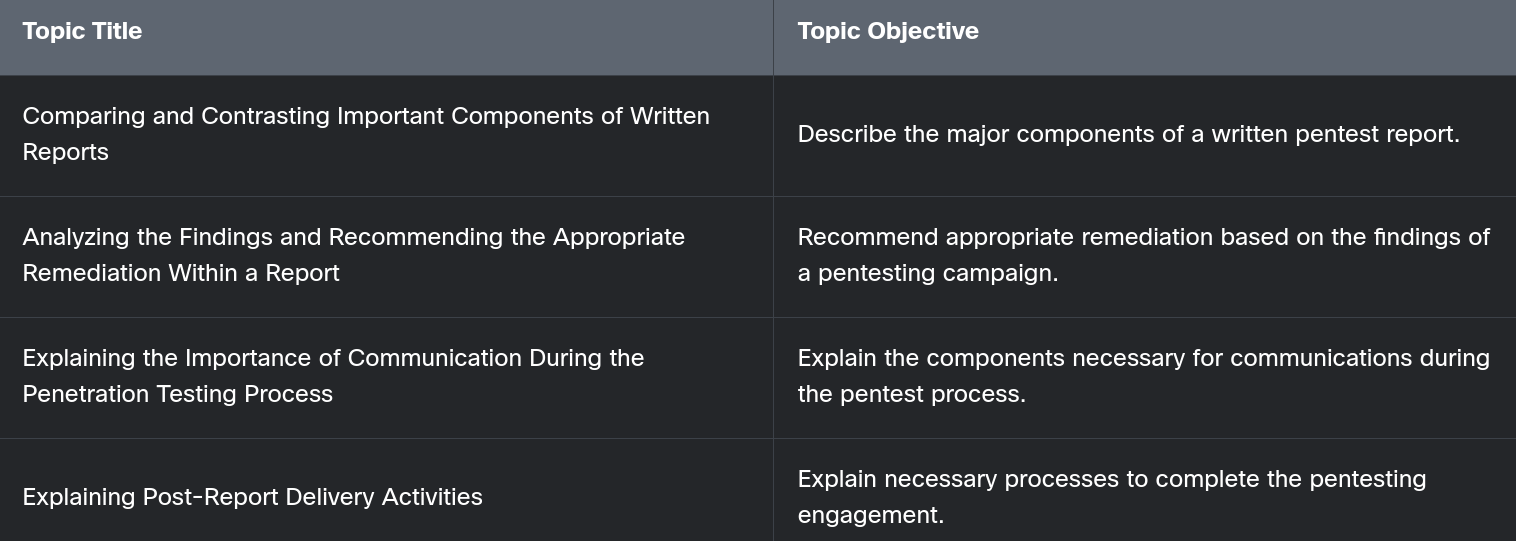 Topic Title
Topic Objective
Comparing and Contrasting Important Components of Written
Reports
Describe the major components of a written pentest report.
Analyzing the Findings and Recommending the Appropriate
Remediation Within a Report
Recommend appropriate remediation based on the findings of
a pentesting campaign.
Explaining the Importance of Communication During the
Penetration Testing Process
Explain the components necessary for communications during
the pentest process.
Explaining Post-Report Delivery Activities
Explain necessary processes to complete the pentesting
engagement.